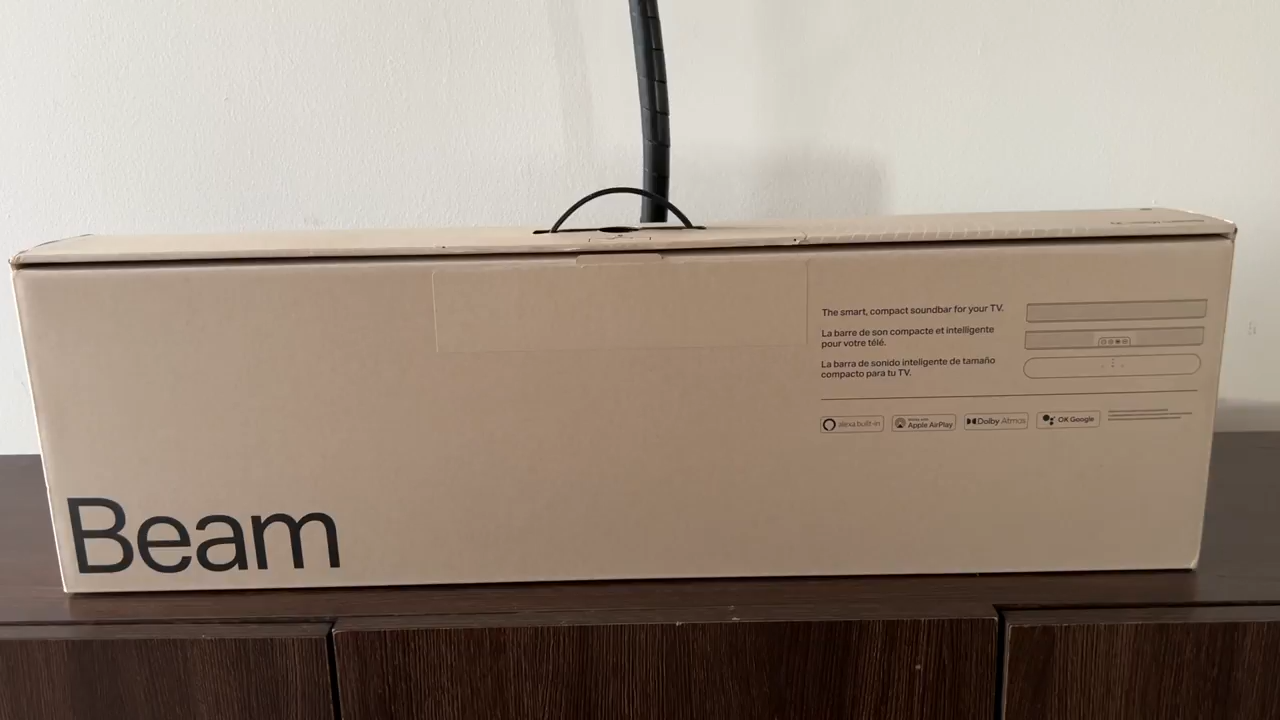 The smart, compact soundbar for your TV.
La barre de son compacte et intelligente
pour votre télé.
La barra de sonido inteligente de tamaño
compacto para tu TV.
alexa built-in
Apple AirPlay
Dolby Atmos
OK Google
Beam